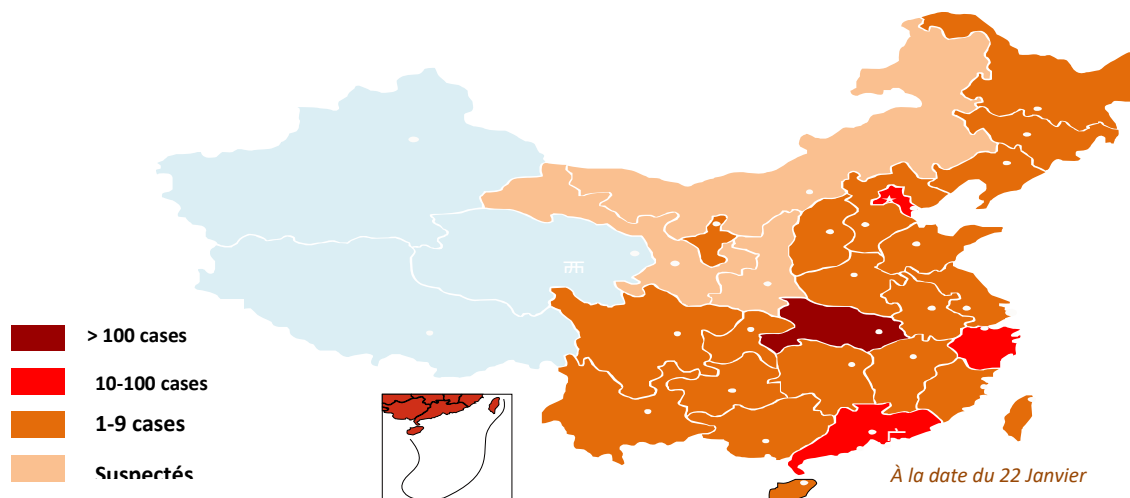 > 100 cases
10-100 cases
1-9 cases
Suspectés
À la date du 22 Janvier